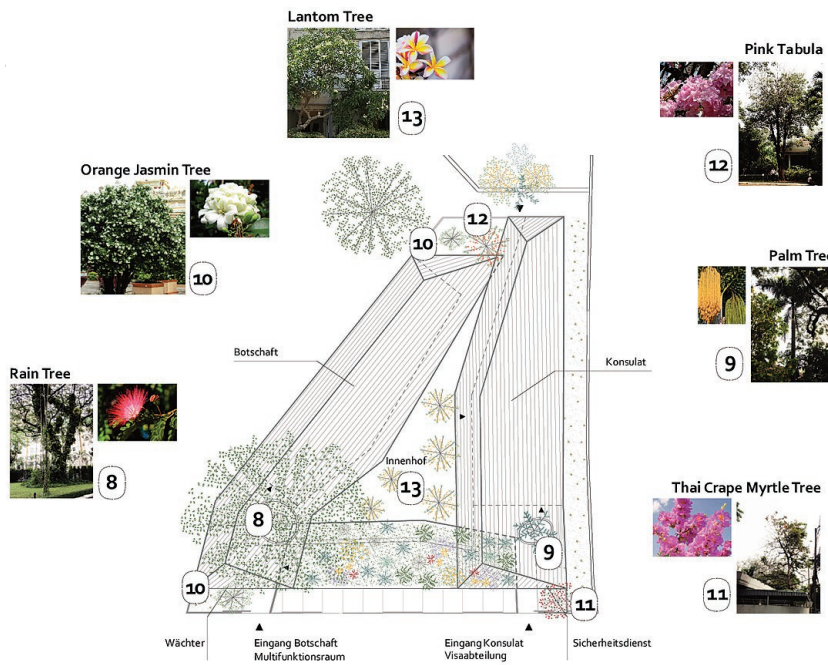 Lantom Tree
13
Pink Tabula
12
Orange Jasmin Tree
10
12
10
Palm Tre
9
Botschaft
Konsulat
Rain Tree
8
Innenhof
13
Thai Crape Myrtle Tree
11
8
9
10
11
Wächter
Eingang Botschaft
Multifunktionsraum
Eingang Konsulat
Visaabteilung
Sicherheitsdienst